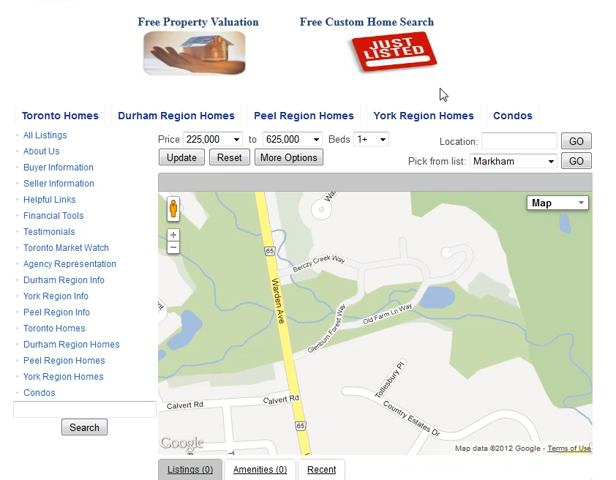 Free Property Valuation
Free Custom Home Search
JUST LISTED
Toronto Homes Durham Region Homes Peel Region Homes York Region Homes Condos
All Listings
About Us
Buyer Information
Seller Information
Helpful Links
Financial Tools
Testimonials
Toronto Market Watch
Agency Representation
Durham Region Info
York Region Info
Peel Region Info
Toronto Homes
Durham Region Homes
Peel Region Homes
York Region Homes
Condos
Search
Price 225,000 to 625,000 Beds 1+
Location: GO
Update Reset More Options
Pick from list: Markham GO
Map
65
Berczy Creek Way
Warden Ave
Glenburn Forest Way
Old Farm Ln Way
Tollesbury Pl
Calvert Rd
Calvert Rd
Country Estates Dr
65
Google
Map data ©2012 Google - Terms of Use
Listings (0) Amenities (0) Recent